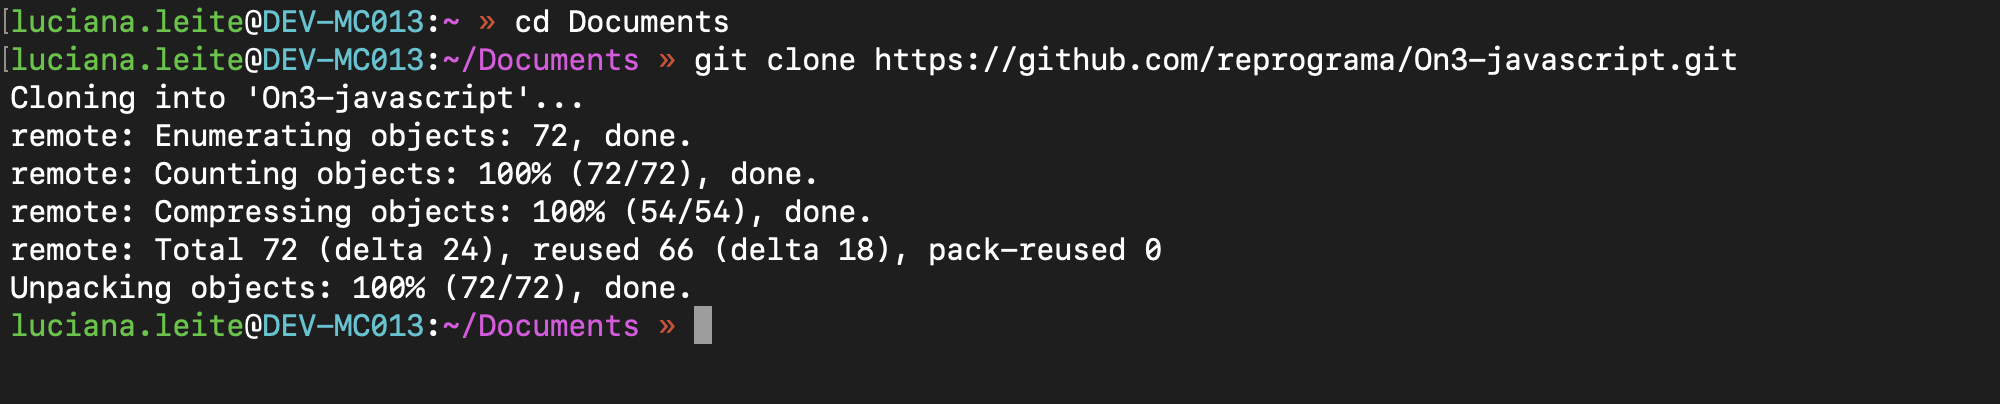 [luciana.leite@DEV-MC013:~ » cd Documents
[luciana.leite@DEV-MC013:~/Documents » git clone https://github.com/reprograma/On3-javascript.git
Cloning into 'On3-javascript'...
remote: Enumerating objects: 72, done.
remote: Counting objects: 100% (72/72), done.
remote: Compressing objects: 100% (54/54), done.
remote: Total 72 (delta 24), reused 66 (delta 18), pack-reused 0
Unpacking objects: 100% (72/72), done.
luciana.leite@DEV-MC013:~/Documents »